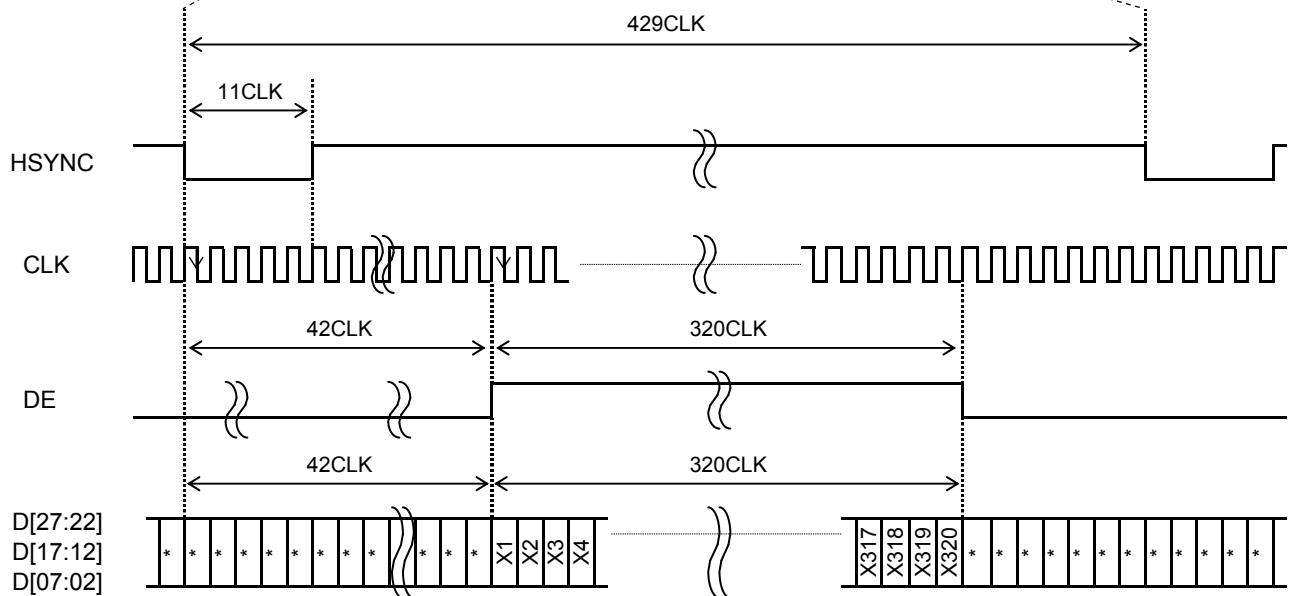 429CLK
11CLK
HSYNC
CLK
42CLK 320CLK
DE
42CLK 320CLK
D[27:22]
D[17:12]
D[07:02]
* * * * * * * * * * * * X1 X2 X3 X4 X317 X318 X319 X320 * * * * * * * * * * * *